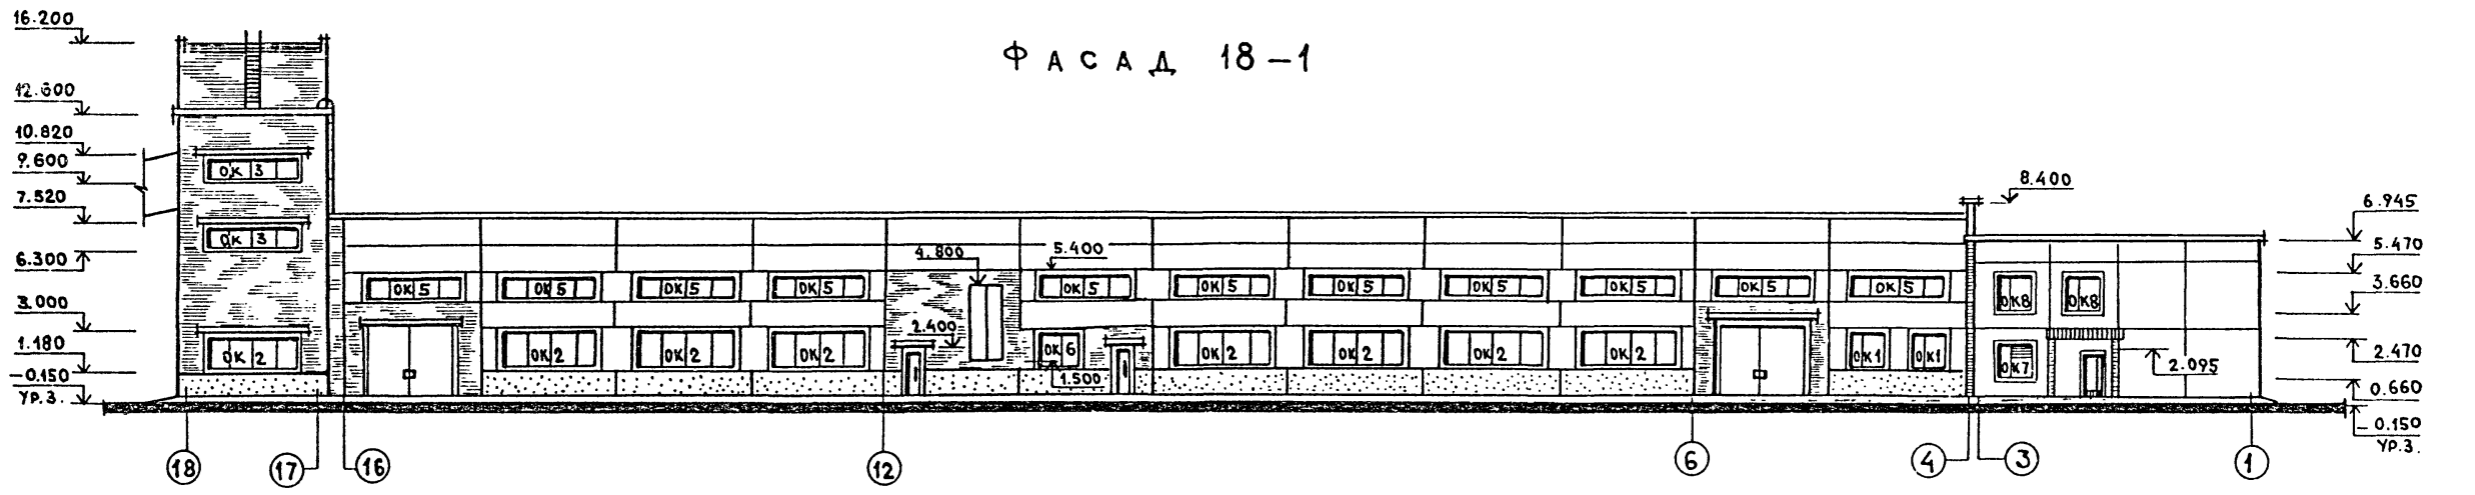 ФАСАД 18-1
16.200
12.600
10.820
9.600
7.520
6.300
3.000
1.180
-0.150
УР.З.
ОК 3
ОК 3
ОК 2
8.400
4.800
5.400
ОК 5
ОК 5
ОК 5
ОК 5
ОК 5
ОК 5
ОК 5
ОК 5
ОК 5
ОК 5
ОК 5
2.400
ОК 2
ОК 2
ОК 2
ОК 6
ОК 2
ОК 2
ОК 2
ОК 2
ОК 1
ОК 1
1.500
ОК8
ОК8
ОК7
2.095
6.945
5.470
3.660
2.470
0.660
-0.150
УР.З.
18
17
16
12
6
4
3
1